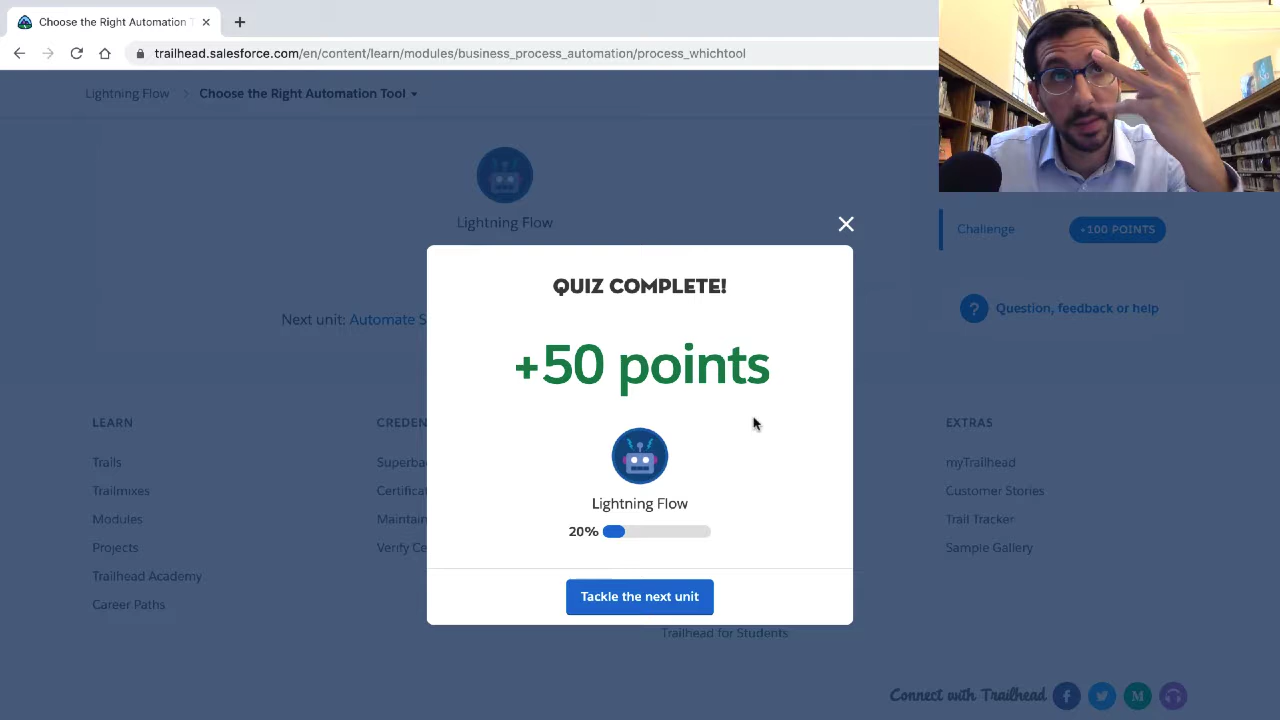 Choose the Right Automation T
trailhead.salesforce.com/en/content/learn/modules/business_process_automation/process_whichtool
Lightning Flow
Choose the Right Automation Tool
Lightning Flow
Challenge
+100 POINTS
? Question, feedback or help
Next unit: Automate S
QUIZ COMPLETE!
+50 points
Lightning Flow
20%
Tackle the next unit
LEARN
Trails
Trailmixes
Modules
Projects
Trailhead Academy
Career Paths
CREDEN
Superba
Certificat
Maintain
Verify Ce
Trailhead for Students
EXTRAS
myTrailhead
Customer Stories
Trail Tracker
Sample Gallery
Connect with Trailhead